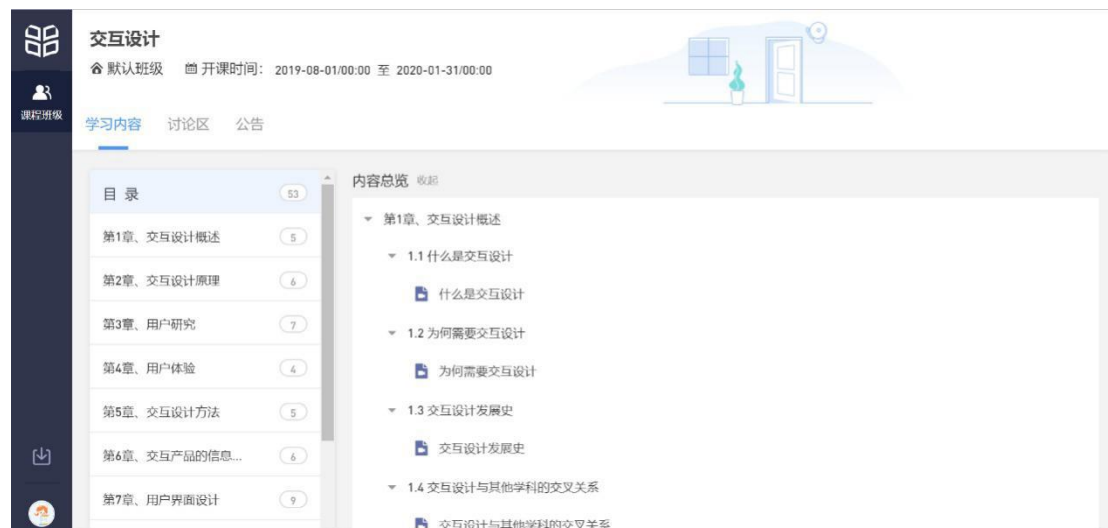 交互设计
默认班级 开课时间: 2019-08-01/00:00 至 2020-01-31/00:00
课程班级
学习内容 讨论区 公告
目 录 53
第1章、交互设计概述 5
第2章、交互设计原理 6
第3章、用户研究 7
第4章、用户体验 4
第5章、交互设计方法 5
第6章、交互产品的信息... 6
第7章、用户界面设计 9
内容总览 收起
第1章、交互设计概述
1.1 什么是交互设计
什么是交互设计
1.2 为何需要交互设计
为何需要交互设计
1.3 交互设计发展史
交互设计发展史
1.4 交互设计与其他学科的交叉关系
交互设计与其他学科的交叉关系